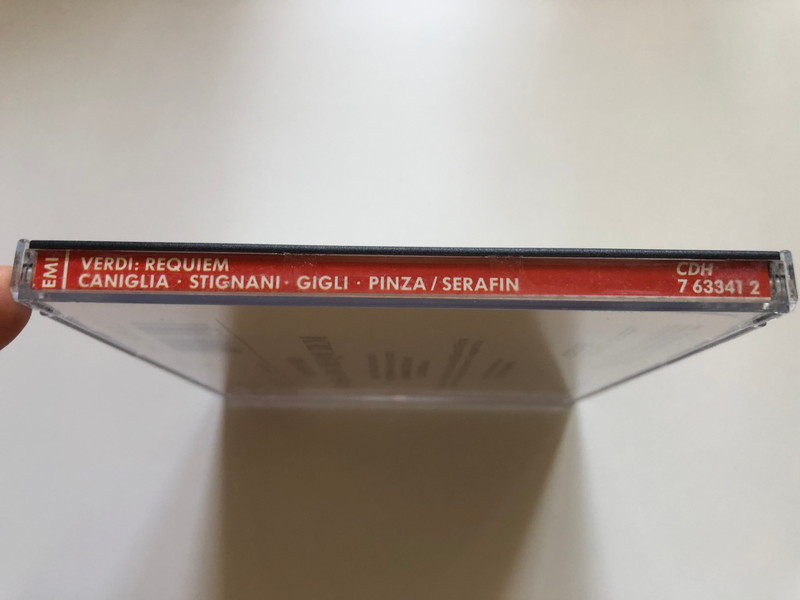 EMI
VERDI: REQUIEM
CANIGLIA · STIGNANI · GIGLI · PINZA / SERAFIN
CDH
7 63341 2